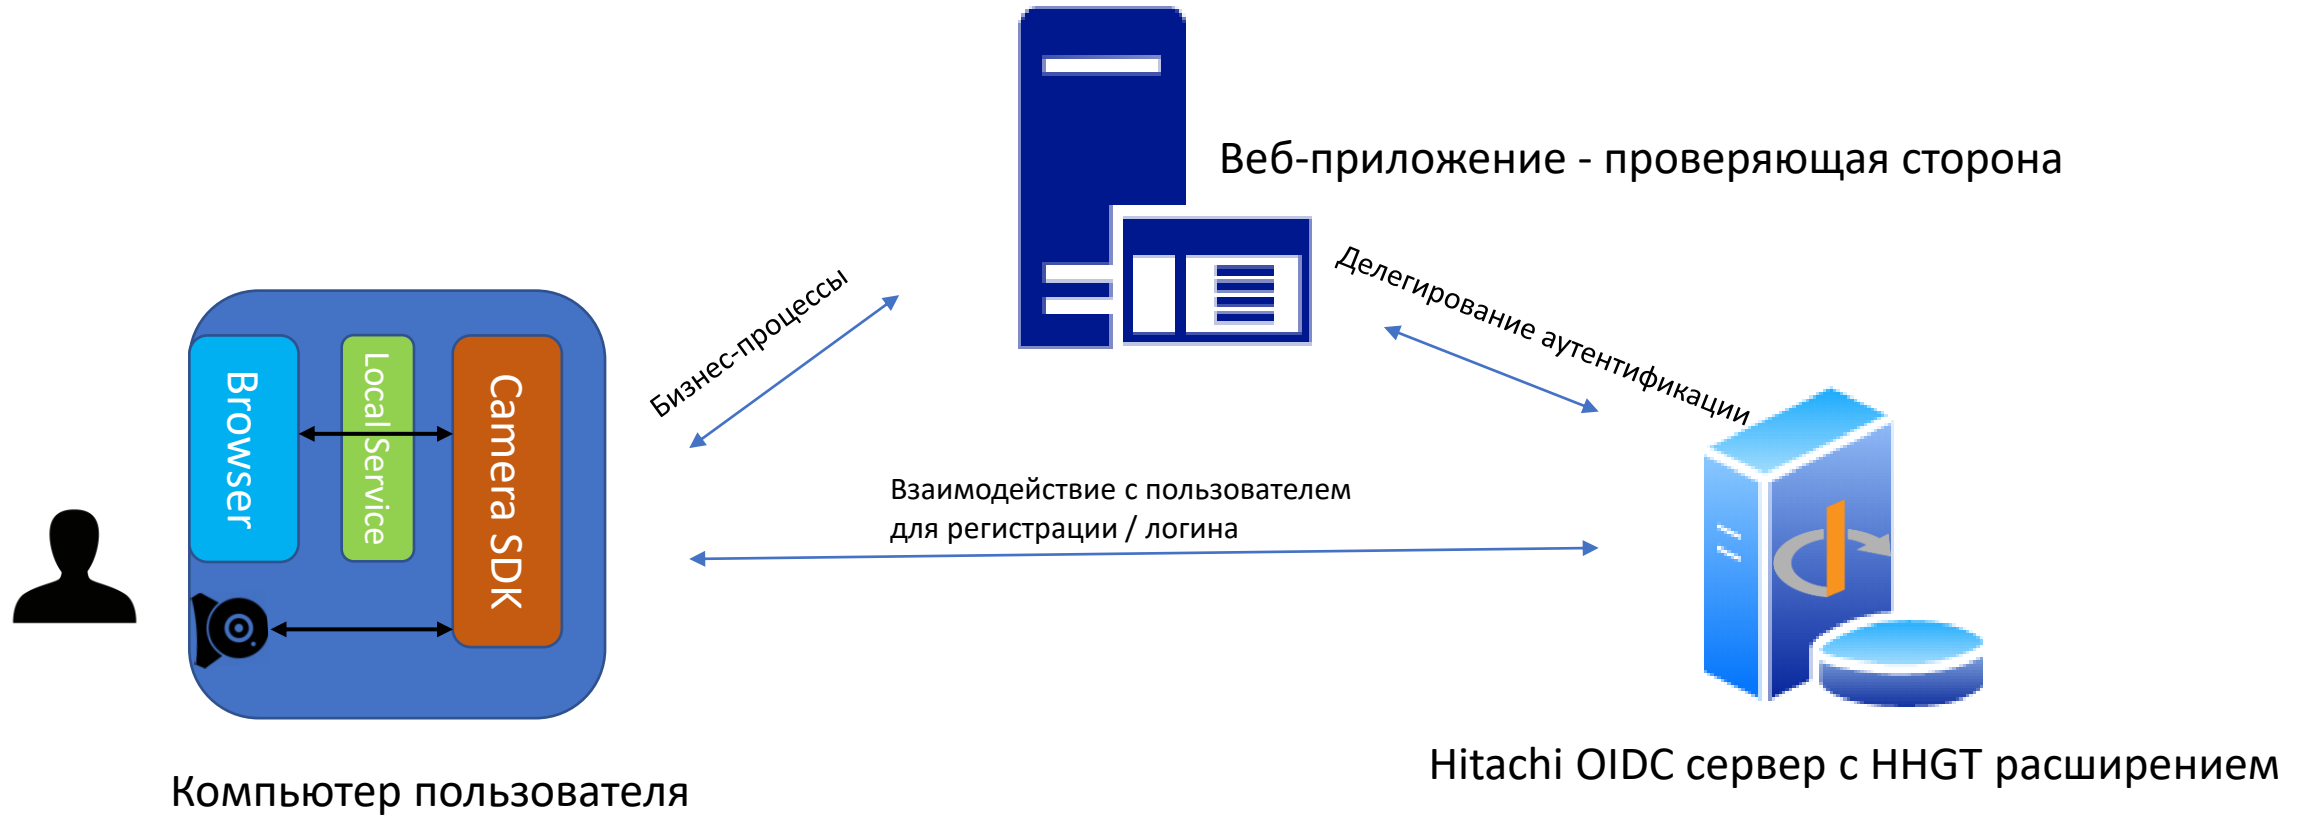 Веб-приложение - проверяющая сторона
Бизнес-процессы
Делегирование аутентификации
Browser
Local Service
Camera SDK
Взаимодействие с пользователем
для регистрации / логина
Hitachi OIDC сервер с HHGT расширением
Компьютер пользователя